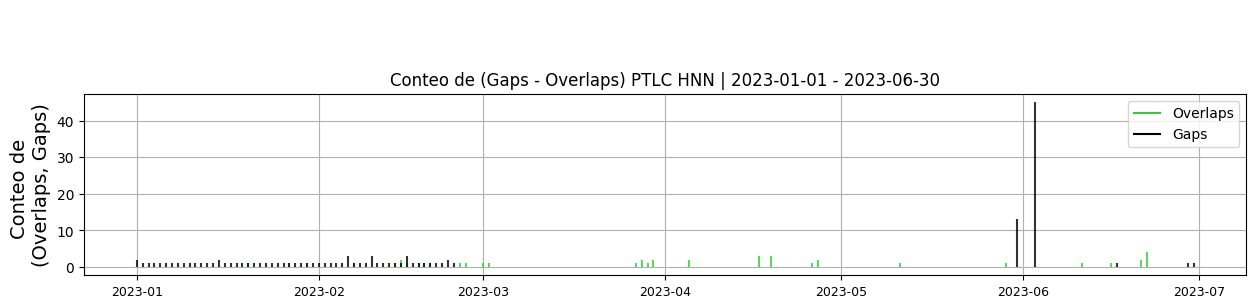 Conteo de (Gaps - Overlaps) PTLC HNN | 2023-01-01 - 2023-06-30
Conteo de
(Overlaps, Gaps)
40
30
20
10
0
Overlaps
Gaps
2023-01
2023-02
2023-03
2023-04
2023-05
2023-06
2023-07